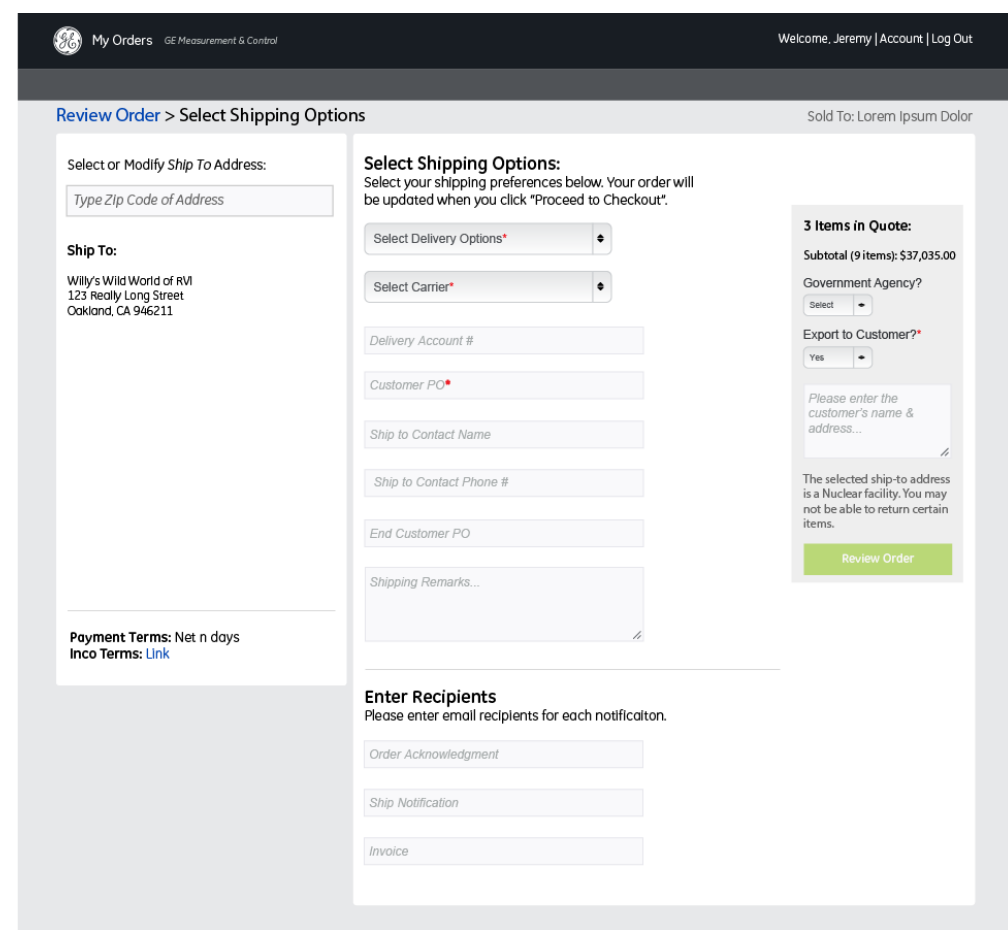 My Orders GE Measurement & Control
Welcome, Jeremy | Account | Log Out
Review Order > Select Shipping Options
Sold To: Lorem Ipsum Dolor
Select or Modify Ship To Address:
Type ZIp Code of Address
Ship To:
Willy's Wild World of RVI
123 Really Long Street
Oakland, CA 946211
Payment Terms: Net n days
Inco Terms: Link
Select Shipping Options:
Select your shipping preferences below. Your order will
be updated when you click "Proceed to Checkout".
Select Delivery Options*
Select Carrier*
Delivery Account #
Customer PO*
Ship to Contact Name
Ship to Contact Phone #
End Customer PO
Shipping Remarks...
Enter Recipients
Please enter email recipients for each notificaiton.
Order Acknowledgment
Ship Notification
Invoice
3 Items in Quote:
Subtotal (9 items): $37,035.00
Government Agency?
Select
Export to Customer?*
Yes
Please enter the
customer's name &
address...
The selected ship-to address
is a Nuclear facility. You may
not be able to return certain
items.
Review Order